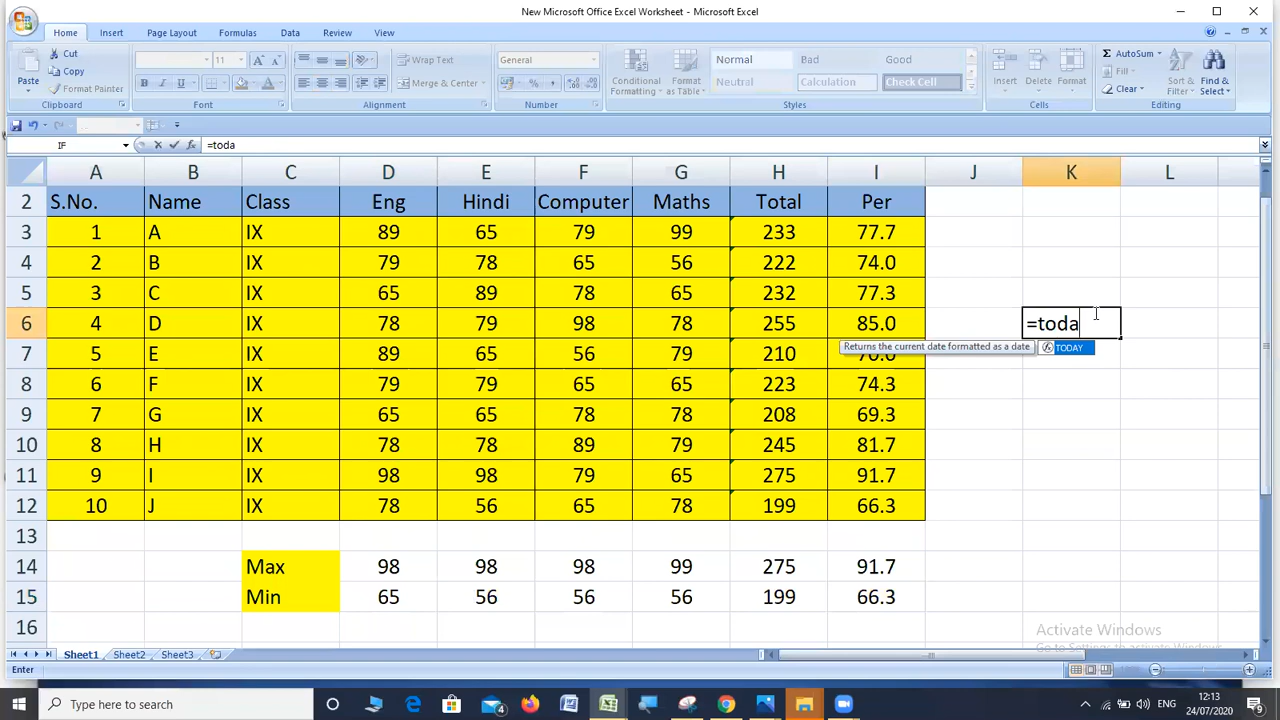 New Microsoft Office Excel Worksheet - Microsoft Excel
Home Insert Page Layout Formulas Data Review View
Paste
Cut
Copy
Format Painter
Clipboard
11
B I U
Font
Wrap Text
Merge & Center
Alignment
General
Number
Conditional Formatting
Format as Table
Normal Bad Good
Neutral Calculation Check Cell
Styles
Insert Delete Format
Cells
AutoSum
Fill
Clear
Sort & Filter
Find & Select
Editing
IF =toda
A B C D E F G H I J K L
2 S.No. Name Class Eng Hindi Computer Maths Total Per
3 1 A IX 89 65 79 99 233 77.7
4 2 B IX 79 78 65 56 222 74.0
5 3 C IX 65 89 78 65 232 77.3
6 4 D IX 78 79 98 78 255 85.0 =toda
Returns the current date formatted as a date TODAY
7 5 E IX 89 65 56 79 210
8 6 F IX 79 79 65 78 223 74.3
9 7 G IX 65 65 78 78 208 69.3
10 8 H IX 78 78 89 79 245 81.7
11 9 I IX 98 98 79 65 275 91.7
12 10 J IX 78 56 65 78 199 66.3
13
14 Max 98 98 98 99 275 91.7
15 Min 65 56 56 56 199 66.3
16
Activate Windows
Go to Settings to activate Windows.
Sheet1 Sheet2 Sheet3
Enter
Type here to search
4
ENG
12:13
24/07/2020